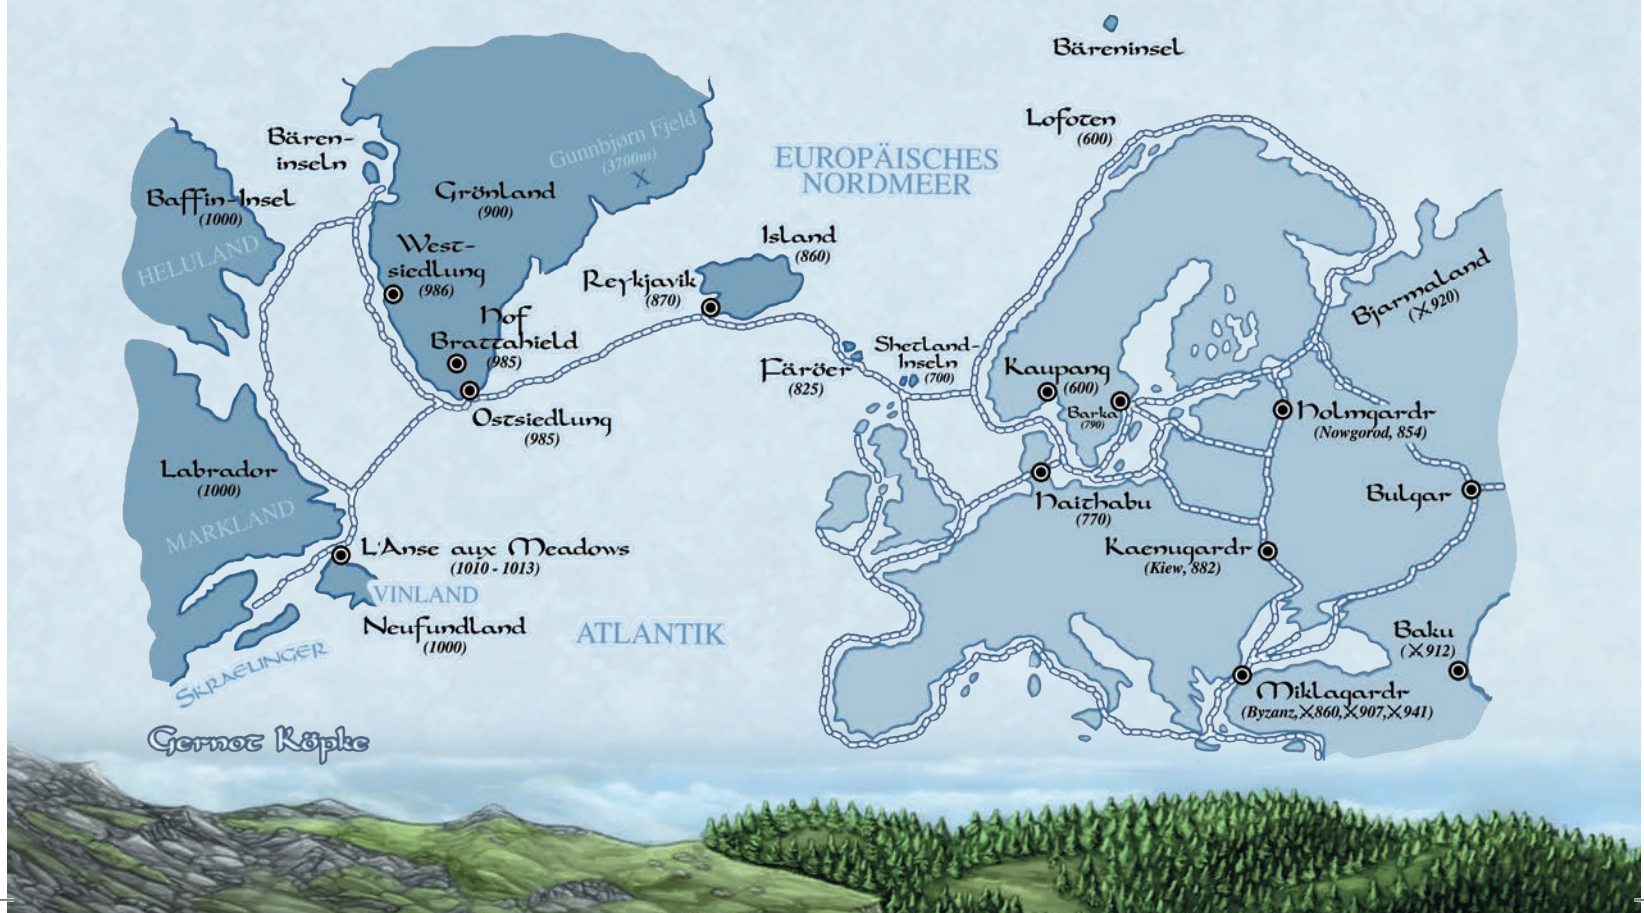 Bäreninsel
Lofoten
(600)
EUROPÄISCHES
NORDMEER
Bären-
inseln
Gunnbjørn Fjeld
(3700m)
X
Baffin-Insel
(1000)
HELULAND
Grönland
(900)
West-
siedlung
(986)
Island
(860)
Reykjavik
(870)
Bjarmaland
(⚔920)
Hof
Brattahield
(985)
Ostsiedlung
(985)
Färöer
(825)
Shetland-
Inseln
(700)
Kaupang
(600)
Barka
(790)
Holmgardr
(Nowgorod, 854)
Labrador
(1000)
MARKLAND
Haithabu
(770)
Bulgar
Kaenugardr
(Kiew, 882)
L'Anse aux Meadows
(1010 - 1013)
VINLAND
Neufundland
(1000)
ATLANTIK
SKRAELINGER
Baku
(⚔912)
Miklagardr
(Byzanz,⚔860,⚔907,⚔941)
Gernot Köpke